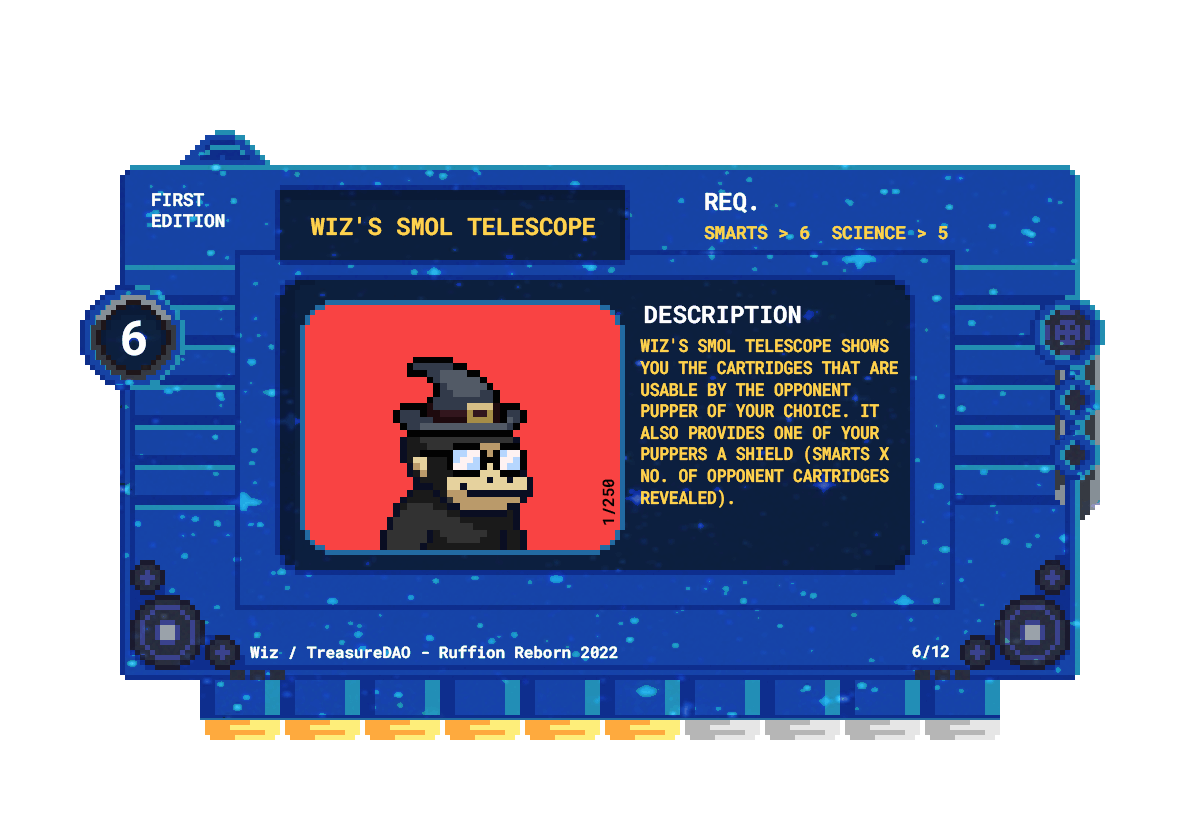 FIRST
EDITION
WIZ'S SMOL TELESCOPE
REQ.
SMARTS > 6 SCIENCE > 5
6
DESCRIPTION
WIZ'S SMOL TELESCOPE SHOWS
YOU THE CARTRIDGES THAT ARE
USABLE BY THE OPPONENT
PUPPER OF YOUR CHOICE. IT
ALSO PROVIDES ONE OF YOUR
PUPPERS A SHIELD (SMARTS X
NO. OF OPPONENT CARTRIDGES
REVEALED).
1/250
Wiz / TreasureDAO - Ruffion Reborn 2022
6/12